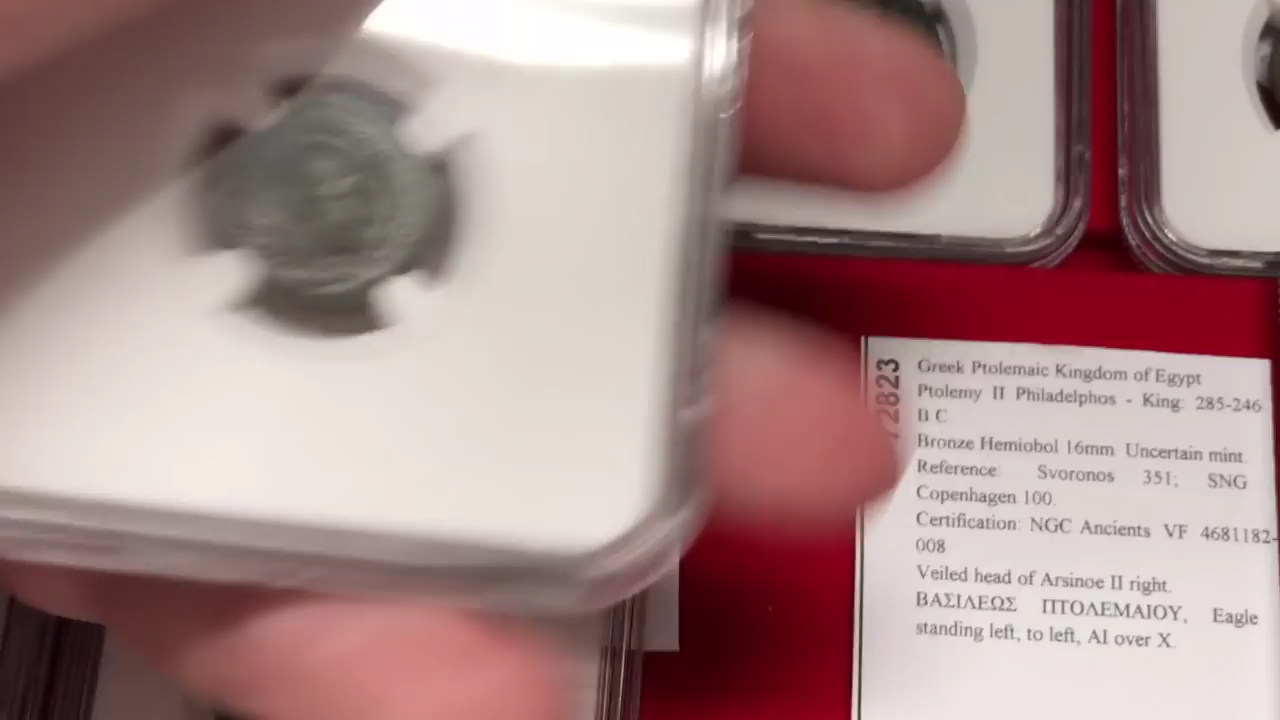 72823
Greek Ptolemaic Kingdom of Egypt
Ptolemy II Philadelphos - King: 285-246
B C
Bronze Hemiobol 16mm Uncertain mint.
Reference: Svoronos 351; SNG
Copenhagen 100.
Certification: NGC Ancients VF 4681182-
008
Veiled head of Arsinoe II right.
ΒΑΣΙΛΕΩΣ ΠΤΟΛΕΜΑΙΟΥ, Eagle
standing left, to left, AI over X.